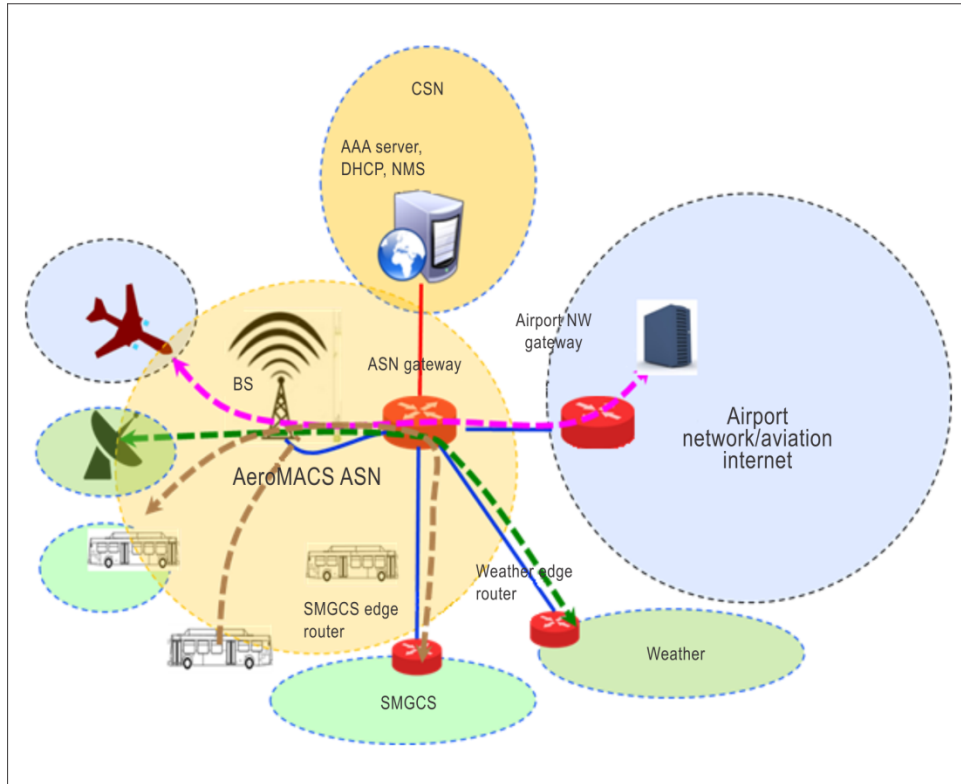 CSN
AAA server,
DHCP, NMS
Airport NW
gateway
ASN gateway
BS
Airport
network/aviation
internet
AeroMACS ASN
Weather edge
router
SMGCS edge
router
Weather
SMGCS